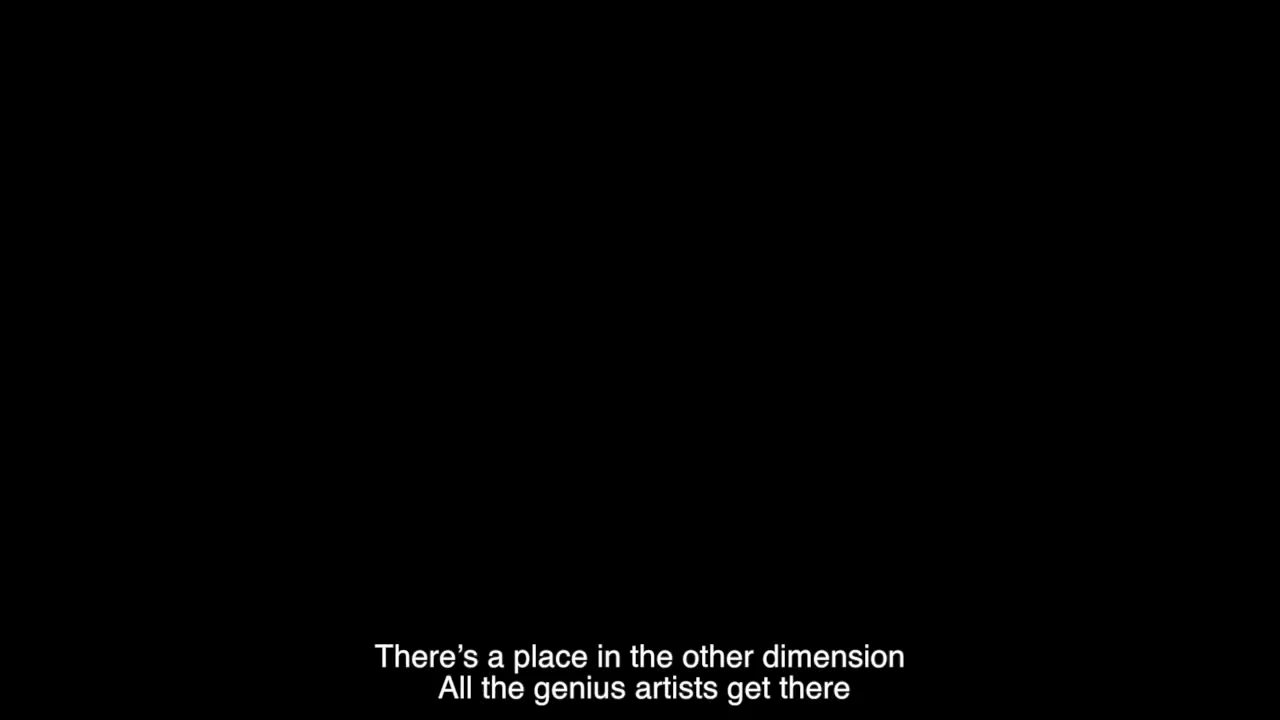 There’s a place in the other dimension
All the genius artists get there